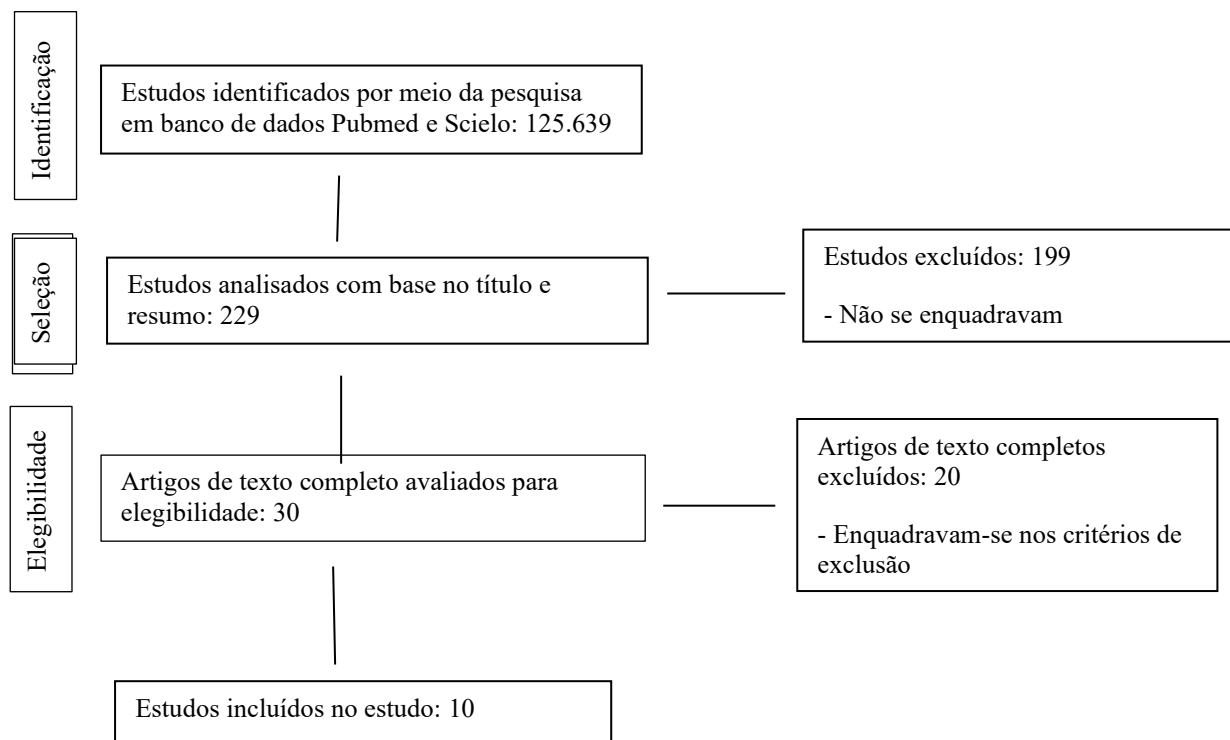 Identificação
Estudos identificados por meio da pesquisa
em banco de dados Pubmed e Scielo: 125.639
Seleção
Estudos analisados com base no título e
resumo: 229
Estudos excluídos: 199
- Não se enquadravam
Elegibilidade
Artigos de texto completo avaliados para
elegibilidade: 30
Artigos de texto completos
excluídos: 20
- Enquadravam-se nos critérios de
exclusão
Estudos incluídos no estudo: 10